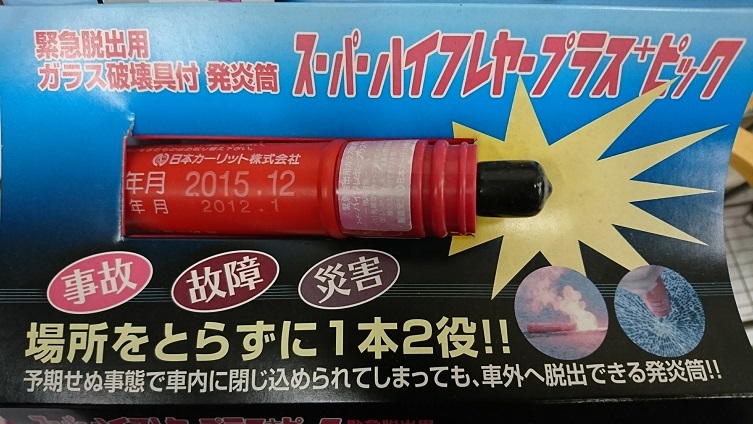 緊急脱出用
ガラス破壊具付 発炎筒
スーパーハイフレヤープラス+ピック
日本カーリット株式会社
年月 2015.12
年月 2012.1
事故
故障
災害
場所をとらずに1本2役!!
予期せぬ事態で車内に閉じ込められてしまっても、車外へ脱出できる発炎筒!!